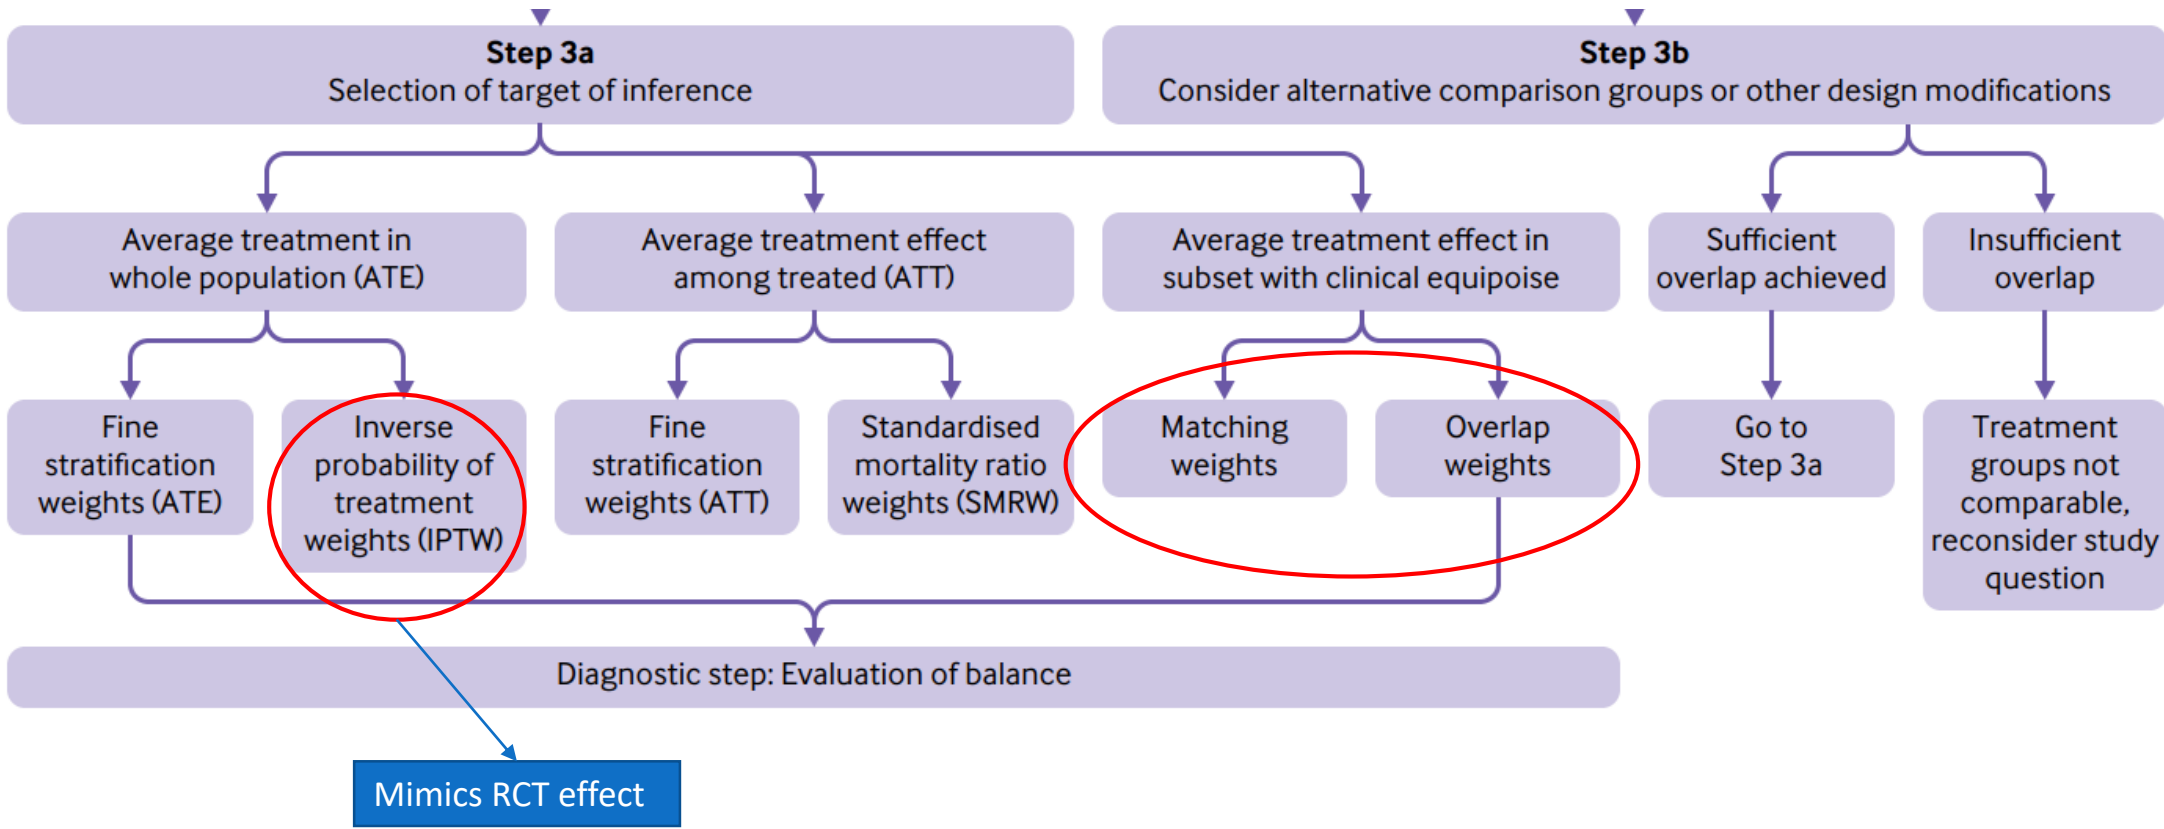 Step 3a
Selection of target of inference
Step 3b
Consider alternative comparison groups or other design modifications
Average treatment in
whole population (ATE)
Average treatment effect
among treated (ATT)
Average treatment effect in
subset with clinical equipoise
Sufficient
overlap achieved
Insufficient
overlap
Fine
stratification
weights (ATE)
Inverse
probability of
treatment
weights (IPTW)
Fine
stratification
weights (ATT)
Standardised
mortality ratio
weights (SMRW)
Matching
weights
Overlap
weights
Go to
Step 3a
Treatment
groups not
comparable,
reconsider study
question
Diagnostic step: Evaluation of balance
Mimics RCT effect